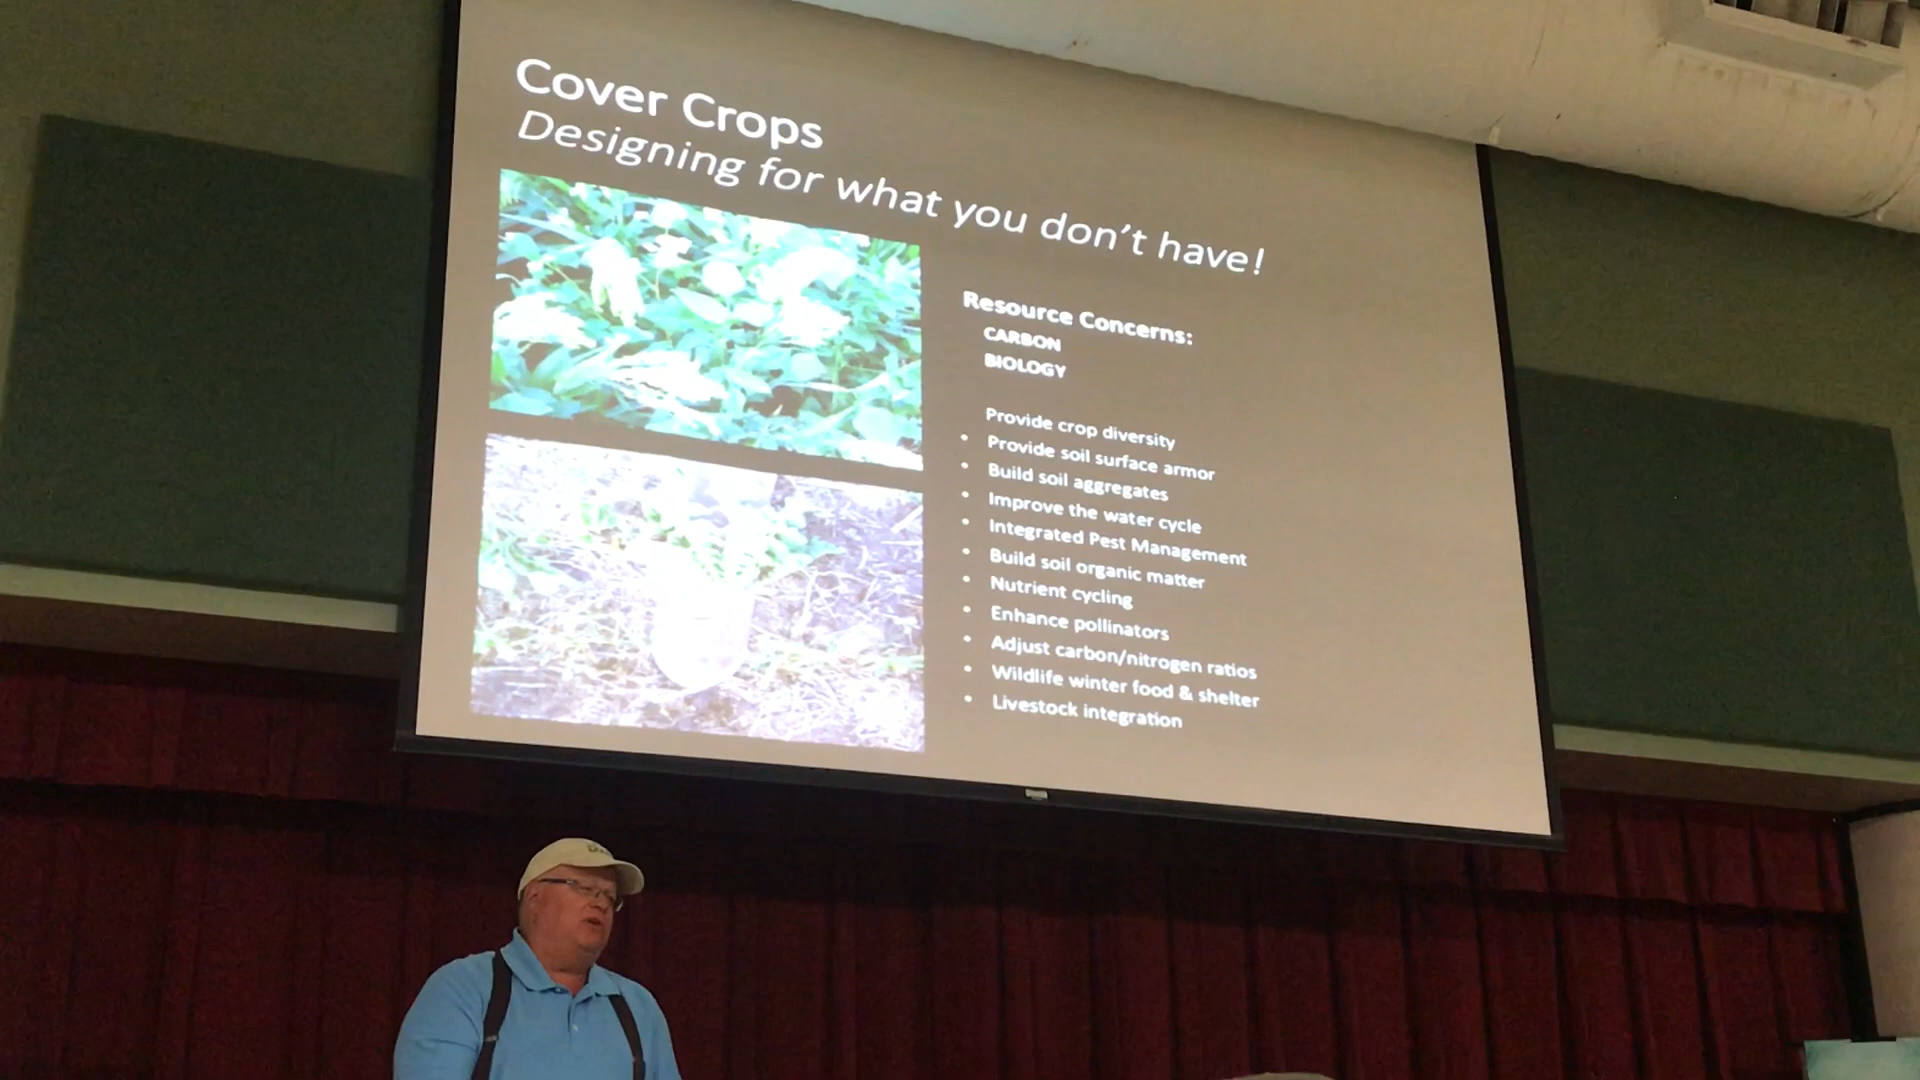 Cover Crops
Designing for what you don't have!
Resource Concerns:
CARBON
BIOLOGY
Provide crop diversity
• Provide soil surface armor
• Build soil aggregates
• Improve the water cycle
• Integrated Pest Management
• Build soil organic matter
• Nutrient cycling
• Enhance pollinators
• Adjust carbon/nitrogen ratios
• Wildlife winter food & shelter
• Livestock integration